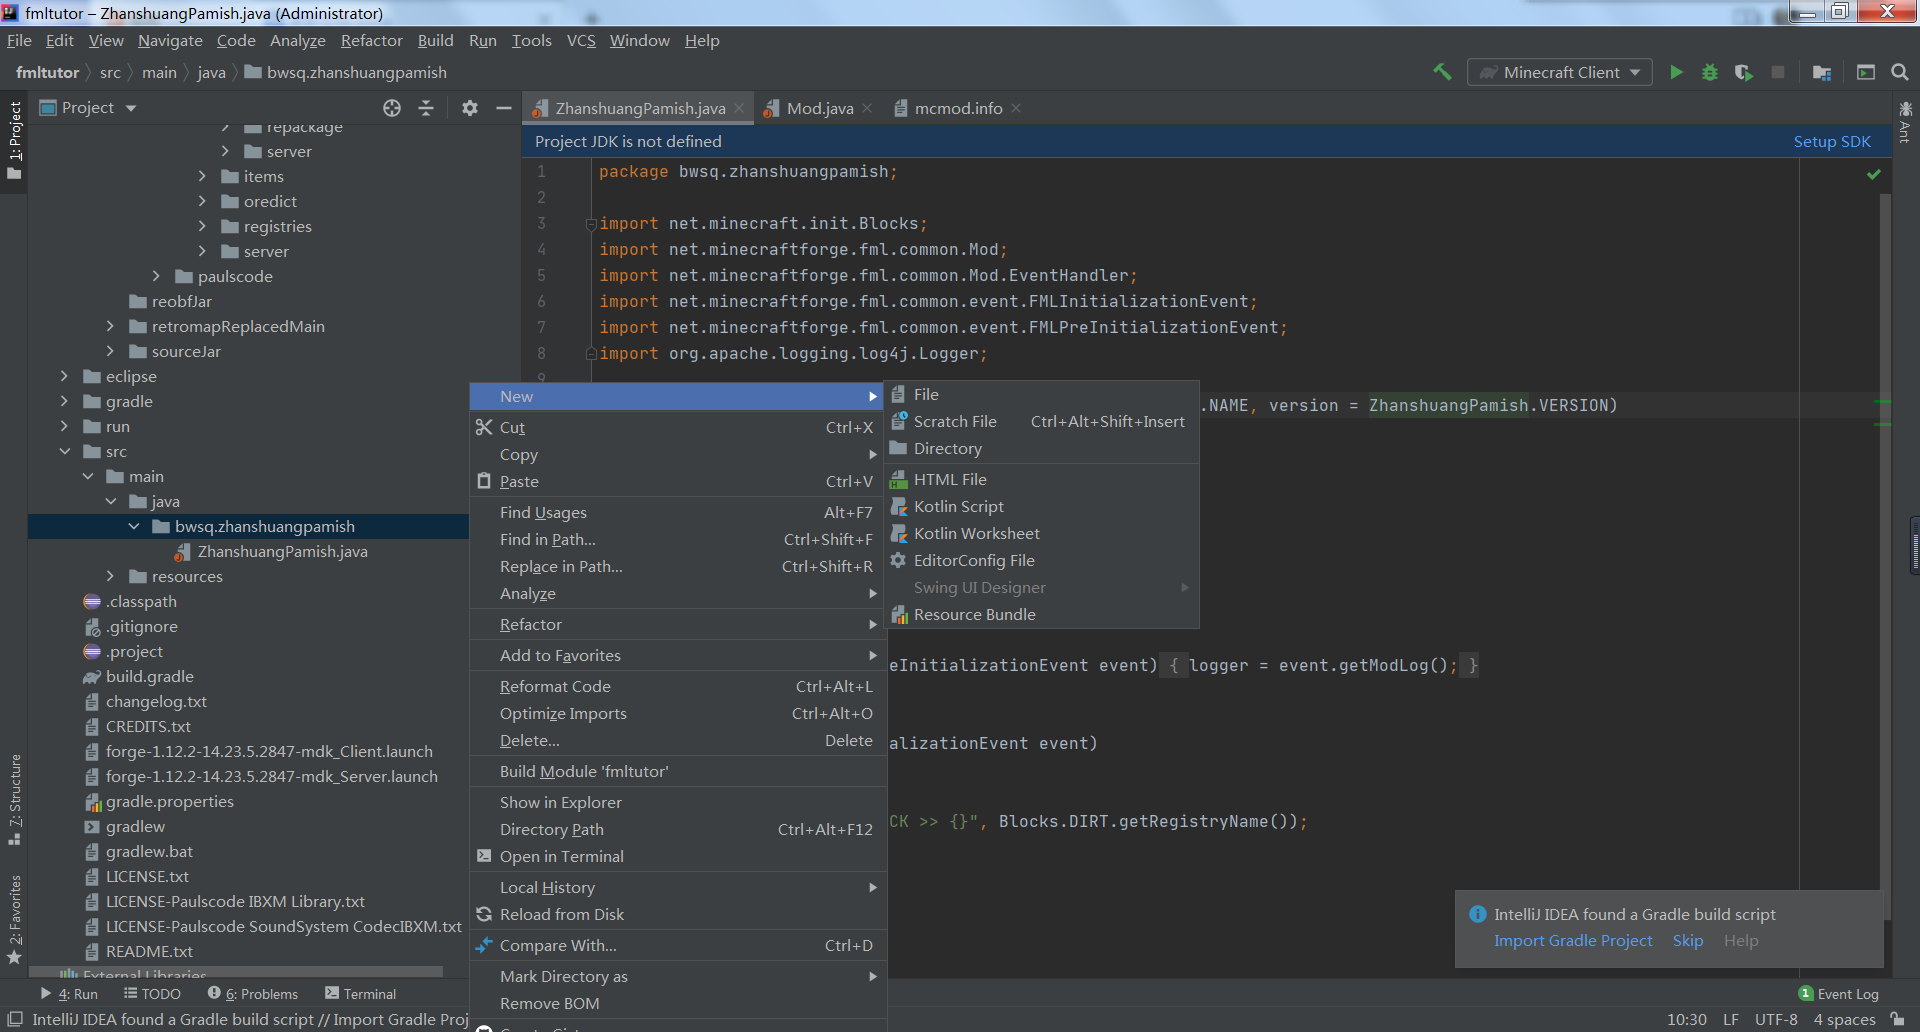 fmltutor – ZhanshuangPamish.java (Administrator)
File Edit View Navigate Code Analyze Refactor Build Run Tools VCS Window Help
fmltutor src main java bwsq.zhanshuangpamish
Minecraft Client
1: Project
7: Structure
2: Favorites
Project
repackage
server
items
oredict
registries
server
paulscode
reobfJar
retromapReplacedMain
sourceJar
eclipse
gradle
run
src
main
java
bwsq.zhanshuangpamish
ZhanshuangPamish.java
resources
.classpath
.gitignore
.project
build.gradle
changelog.txt
CREDITS.txt
forge-1.12.2-14.23.5.2847-mdk_Client.launch
forge-1.12.2-14.23.5.2847-mdk_Server.launch
gradle.properties
gradlew
gradlew.bat
LICENSE.txt
LICENSE-Paulscode IBXM Library.txt
LICENSE-Paulscode SoundSystem CodecIBXM.txt
README.txt
External Libraries
ZhanshuangPamish.java Mod.java mcmod.info
Project JDK is not defined Setup SDK
Ant
1 package bwsq.zhanshuangpamish;
2
3 import net.minecraft.init.Blocks;
4 import net.minecraftforge.fml.common.Mod;
5 import net.minecraftforge.fml.common.Mod.EventHandler;
6 import net.minecraftforge.fml.common.event.FMLInitializationEvent;
7 import net.minecraftforge.fml.common.event.FMLPreInitializationEvent;
8 import org.apache.logging.log4j.Logger;
9
.NAME, version = ZhanshuangPamish.VERSION)
eInitializationEvent event) { logger = event.getModLog(); }
alizationEvent event)
CK >> {}", Blocks.DIRT.getRegistryName());
New
Cut Ctrl+X
Copy
Paste Ctrl+V
Find Usages Alt+F7
Find in Path... Ctrl+Shift+F
Replace in Path... Ctrl+Shift+R
Analyze
Refactor
Add to Favorites
Reformat Code Ctrl+Alt+L
Optimize Imports Ctrl+Alt+O
Delete... Delete
Build Module 'fmltutor'
Show in Explorer
Directory Path Ctrl+Alt+F12
Open in Terminal
Local History
Reload from Disk
Compare With... Ctrl+D
Mark Directory as
Remove BOM
File
Scratch File Ctrl+Alt+Shift+Insert
Directory
HTML File
Kotlin Script
Kotlin Worksheet
EditorConfig File
Swing UI Designer
Resource Bundle
IntelliJ IDEA found a Gradle build script
Import Gradle Project Skip Help
4: Run TODO 6: Problems Terminal 1 Event Log
IntelliJ IDEA found a Gradle build script // Import Gradle Proj 10:30 LF UTF-8 4 spaces